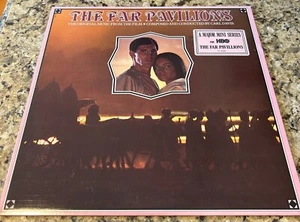 THE FAR PAVILIONS
THE ORIGINAL MUSIC FROM THE FILM COMPOSED AND CONDUCTED BY CARL DAVIS
A MAJOR MINI SERIES
ON HBO
THE FAR PAVILIONS